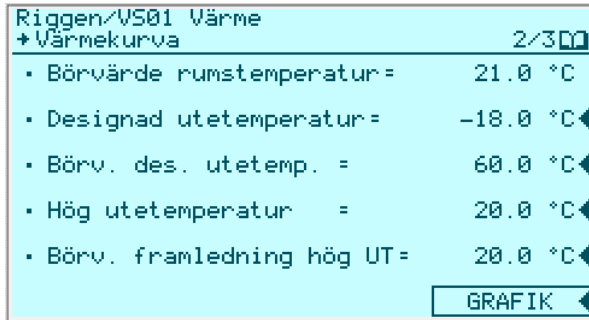 Riggen/VS01 Värme
→Värmekurva 2/3
▪ Börvärde rumstemperatur= 21.0 °C
▪ Designad utetemperatur= -18.0 °C
▪ Börv. des. utetemp. = 60.0 °C
▪ Hög utetemperatur = 20.0 °C
▪ Börv. framledning hög UT= 20.0 °C
GRAFIK